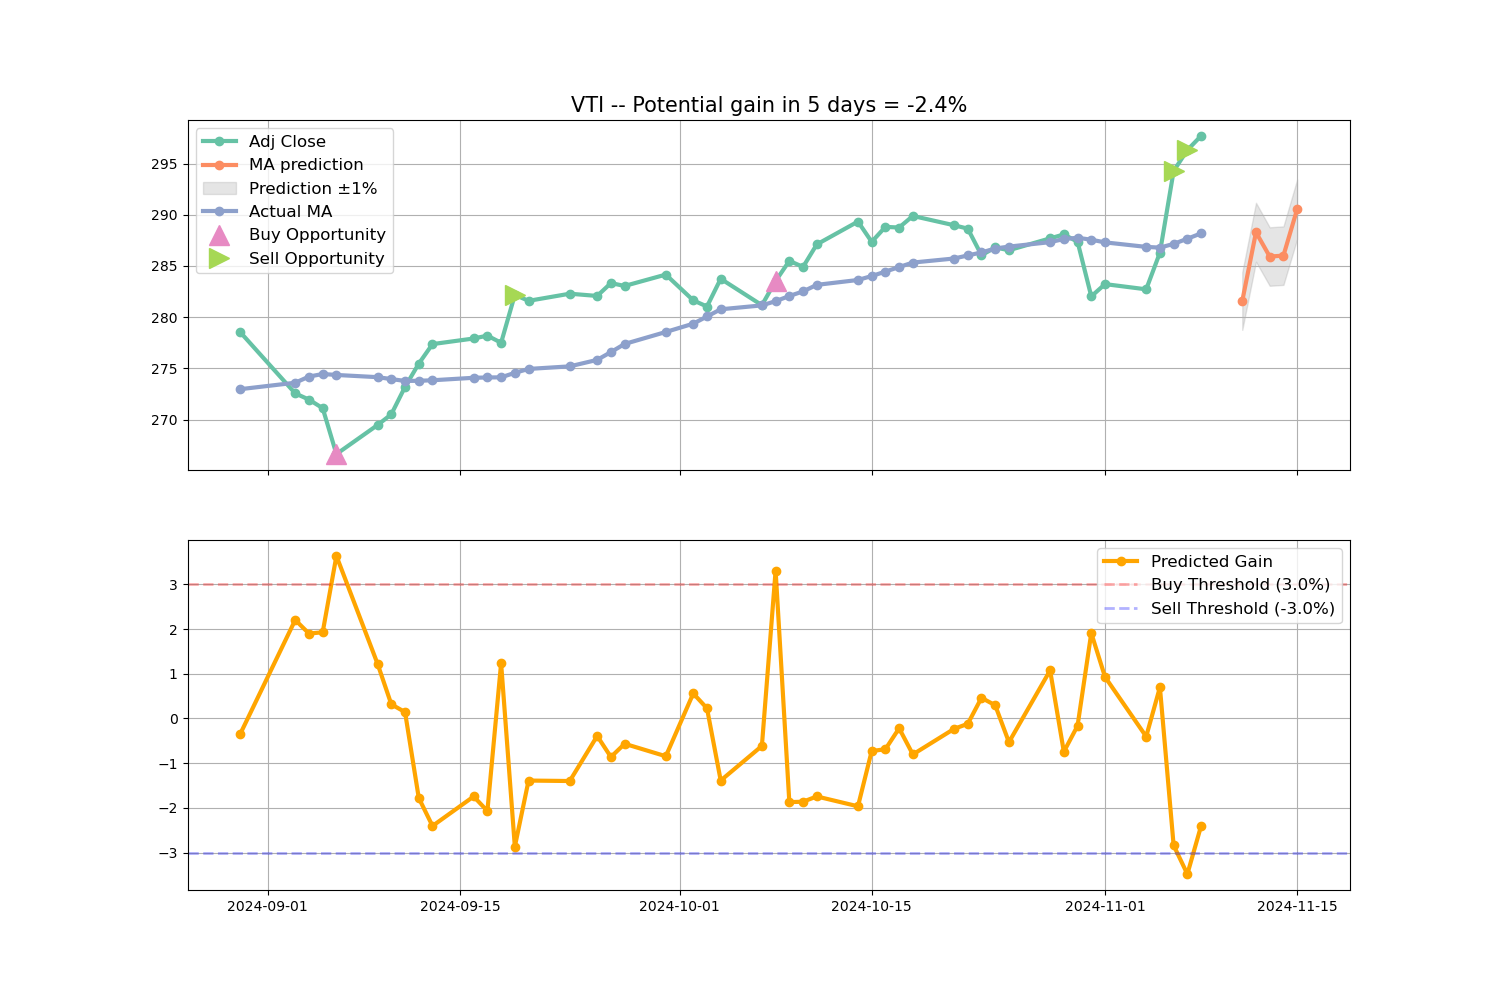 VTI -- Potential gain in 5 days = -2.4%
Adj Close
MA prediction
Prediction ±1%
Actual MA
Buy Opportunity
Sell Opportunity
295
290
285
280
275
270
Predicted Gain
Buy Threshold (3.0%)
Sell Threshold (-3.0%)
3
2
1
0
−1
−2
−3
2024-09-01 2024-09-15 2024-10-01 2024-10-15 2024-11-01 2024-11-15